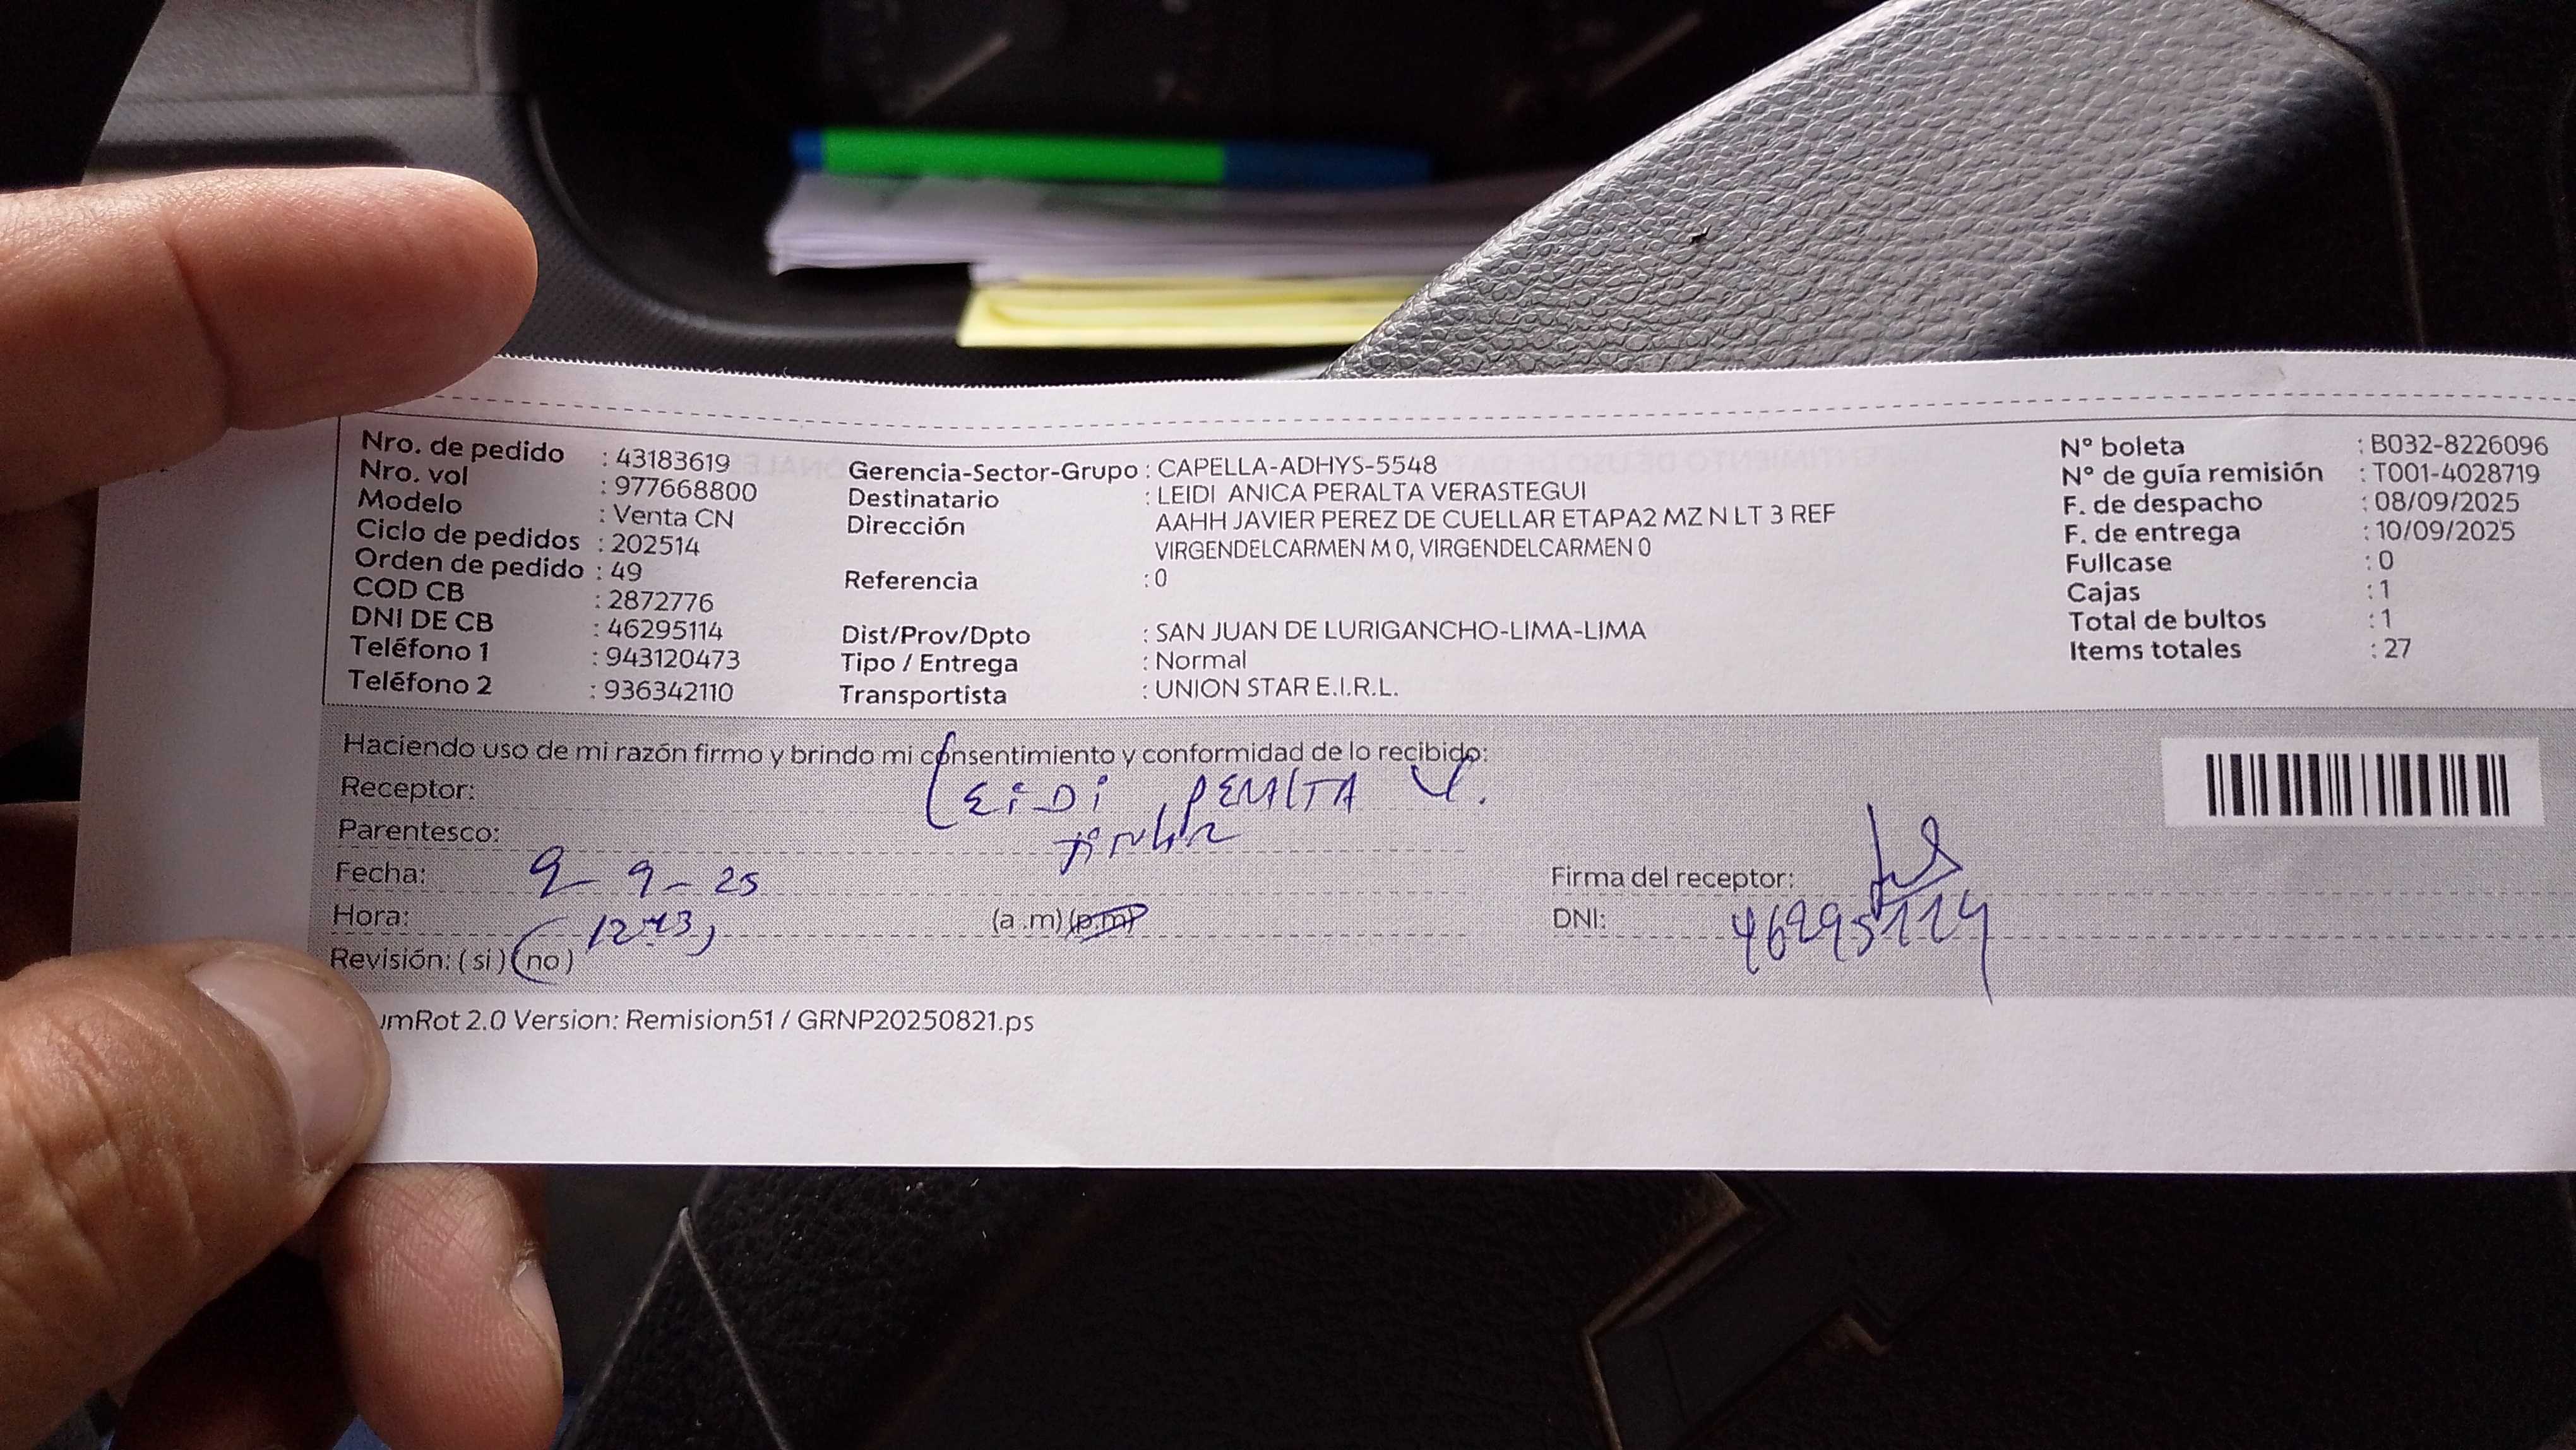 Nro. de pedido : 43183619
Nro. vol : 977668800
Modelo : Venta CN
Ciclo de pedidos : 202514
Orden de pedido : 49
COD CB : 2872776
DNI DE CB : 46295114
Teléfono 1 : 943120473
Teléfono 2 : 936342110
Gerencia-Sector-Grupo : CAPELLA-ADHYS-5548
Destinatario : LEIDI ANICA PERALTA VERASTEGUI
Dirección AAHH JAVIER PEREZ DE CUELLAR ETAPA2 MZ N LT 3 REF
VIRGENDELCARMEN M 0, VIRGENDELCARMEN 0
Referencia : 0
Dist/Prov/Dpto : SAN JUAN DE LURIGANCHO-LIMA-LIMA
Tipo / Entrega : Normal
Transportista : UNION STAR E.I.R.L.
N° boleta : B032-8226096
N° de guía remisión : T001-4028719
F. de despacho : 08/09/2025
F. de entrega : 10/09/2025
Fullcase : 0
Cajas : 1
Total de bultos : 1
Items totales : 27
Haciendo uso de mi razón firmo y brindo mi consentimiento y conformidad de lo recibido:
Receptor: LEIDI PERALTA V.
Parentesco:
Fecha: 9-9-25
Hora: (a.m) (p.m)
Revisión: ( si ) ( no )
Firma del receptor:
DNI: 46295114
umRot 2.0 Version: Remision51 / GRNP20250821.ps